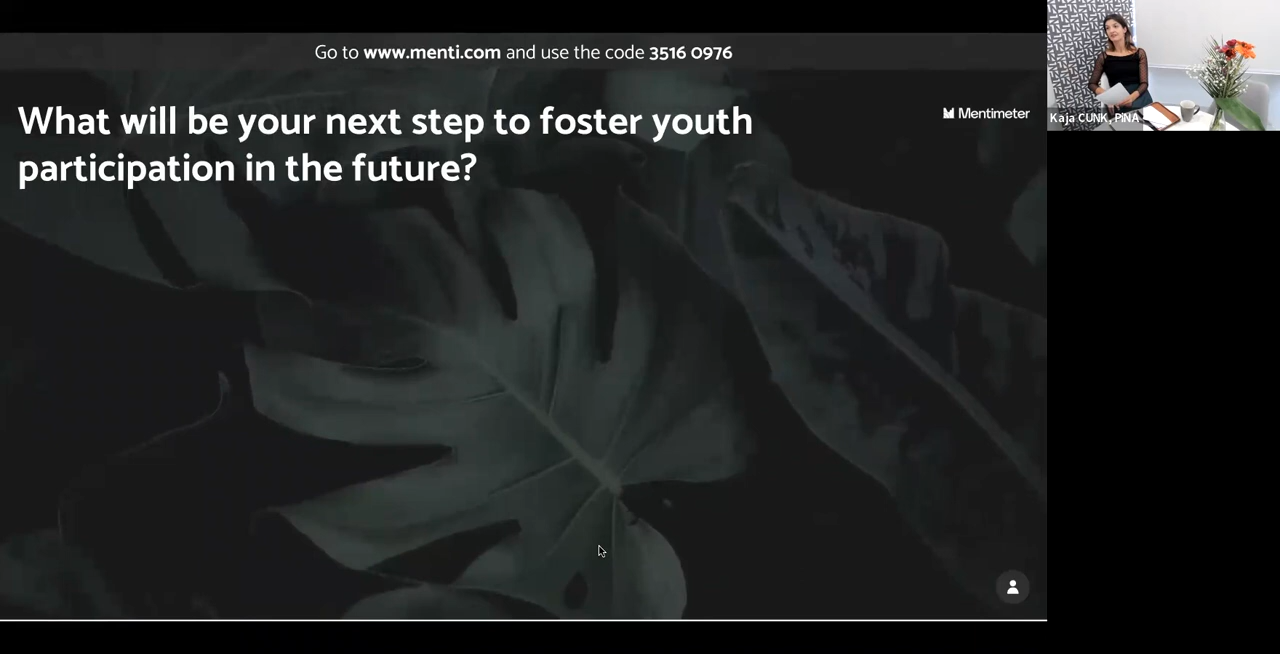 Go to www.menti.com and use the code 3516 0976
What will be your next step to foster youth
participation in the future?
Mentimeter
Kaja CUNK, PiNA